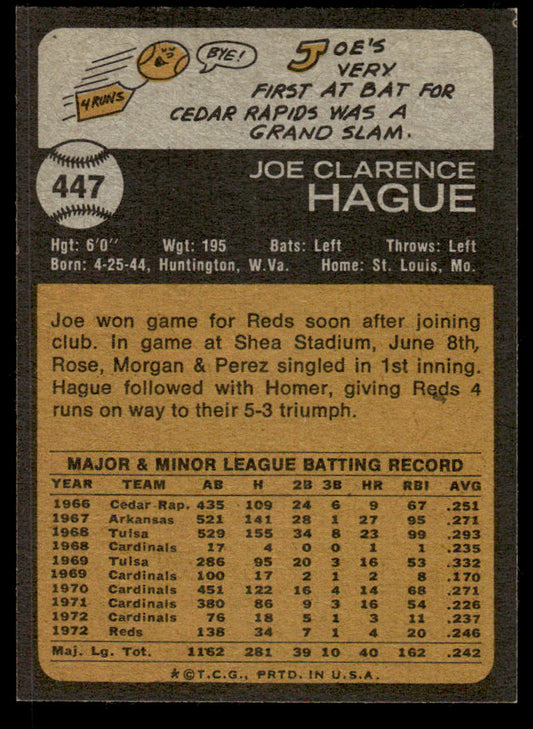 4 RUNS
BYE!
JOE'S
VERY
FIRST AT BAT FOR
CEDAR RAPIDS WAS A
GRAND SLAM.
447
JOE CLARENCE
HAGUE
Hgt: 6'0" Wgt: 195 Bats: Left Throws: Left
Born: 4-25-44, Huntington, W.Va. Home: St. Louis, Mo.
Joe won game for Reds soon after joining
club. In game at Shea Stadium, June 8th,
Rose, Morgan & Perez singled in 1st inning.
Hague followed with Homer, giving Reds 4
runs on way to their 5-3 triumph.
MAJOR & MINOR LEAGUE BATTING RECORD
YEAR TEAM AB H 2B 3B HR RBI AVG
1966 Cedar Rap. 435 109 24 6 9 67 .251
1967 Arkansas 521 141 28 1 27 95 .271
1968 Tulsa 529 155 34 8 23 99 .293
1968 Cardinals 17 4 0 0 1 1 .235
1969 Tulsa 286 95 20 3 16 53 .332
1969 Cardinals 100 17 2 1 2 8 .170
1970 Cardinals 451 122 16 4 14 68 .271
1971 Cardinals 380 86 9 3 16 54 .226
1972 Cardinals 76 18 5 1 3 11 .237
1972 Reds 138 34 7 1 4 20 .246
Maj. Lg. Tot. 1162 281 39 10 40 162 .242
*©T.C.G., PRTD. IN U.S.A.